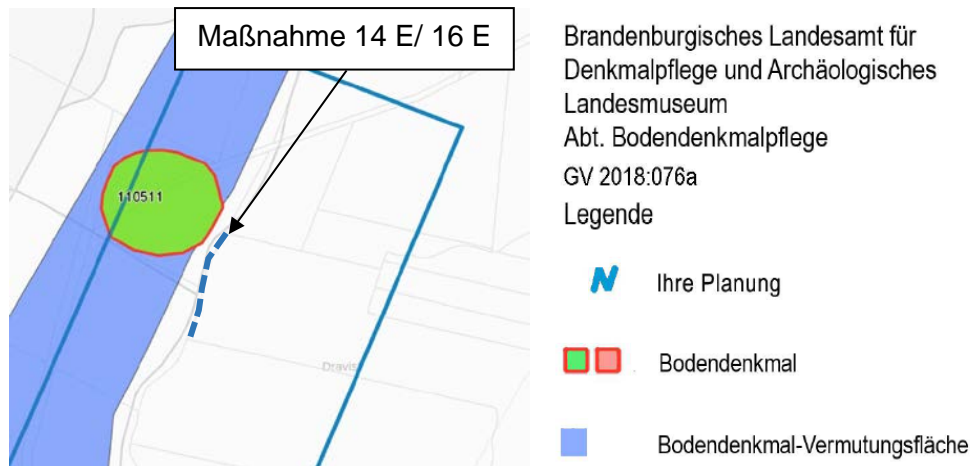 Maßnahme 14 E/ 16 E
110511
Dravis
Brandenburgisches Landesamt für
Denkmalpflege und Archäologisches
Landesmuseum
Abt. Bodendenkmalpflege
GV 2018:076a
Legende
Ihre Planung
Bodendenkmal
Bodendenkmal-Vermutungsfläche